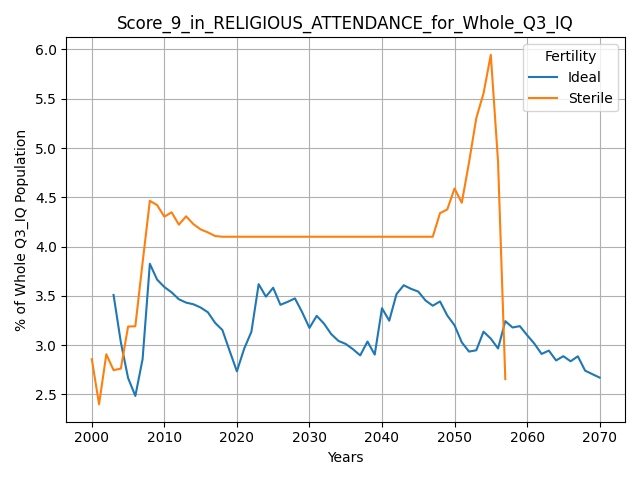 Score_9_in_RELIGIOUS_ATTENDANCE_for_Whole_Q3_IQ
% of Whole Q3_IQ Population
6.0
5.5
5.0
4.5
4.0
3.5
3.0
2.5
Fertility
Ideal
Sterile
2000 2010 2020 2030 2040 2050 2060 2070
Years